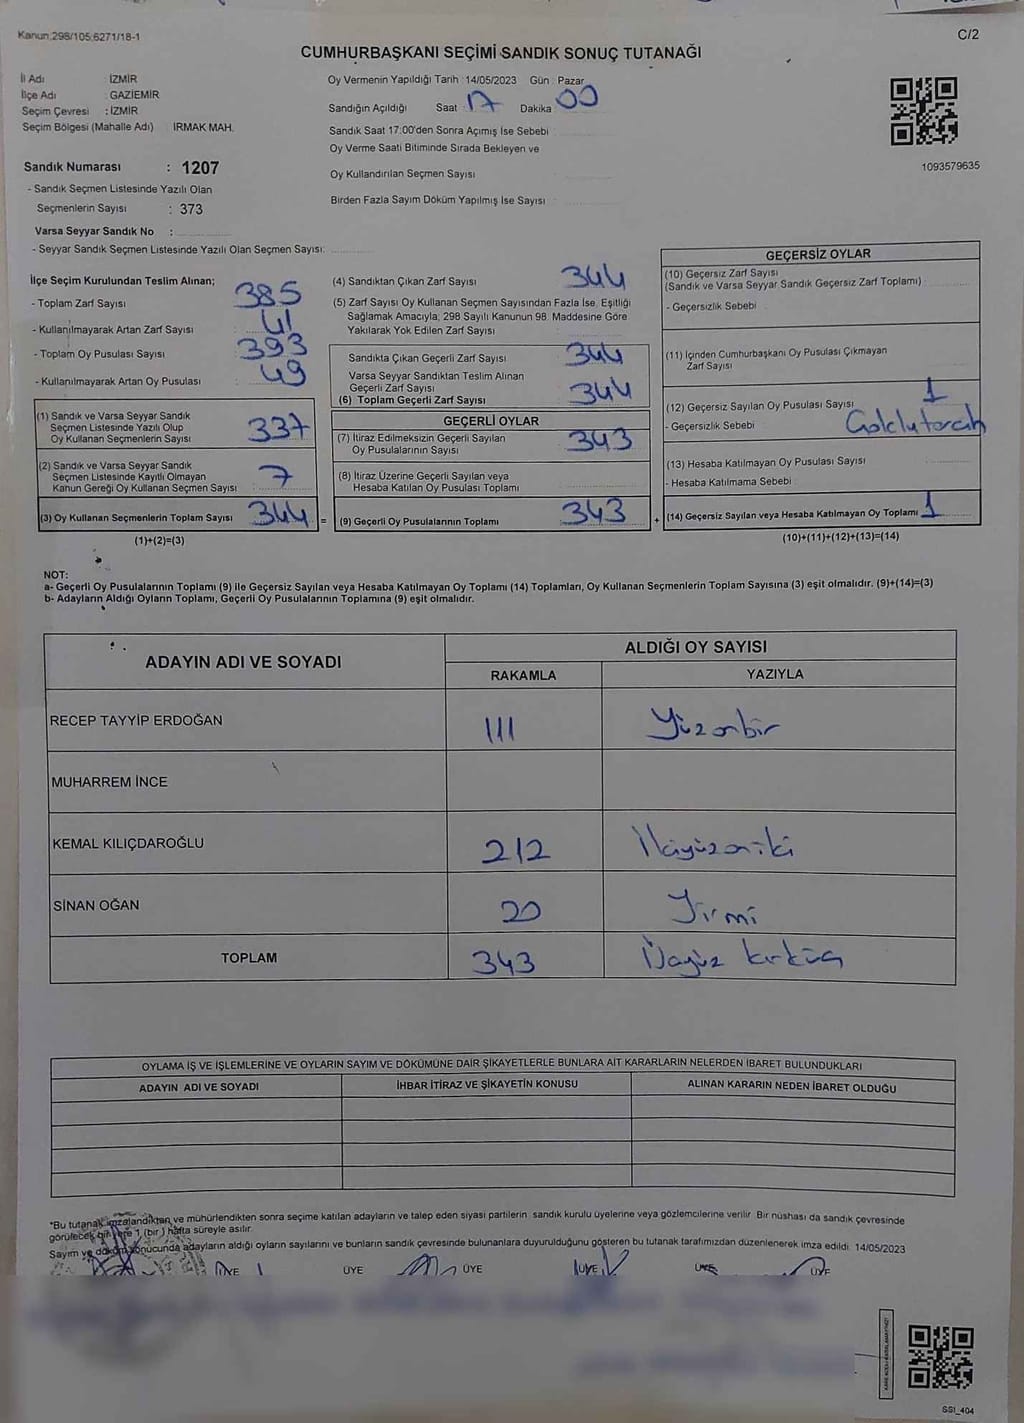 Kanun:298/105;6271/18-1
C/2
CUMHURBAŞKANI SEÇİMİ SANDIK SONUÇ TUTANAĞI
İl Adı : İZMİR
İlçe Adı : GAZİEMİR
Seçim Çevresi : İZMİR
Seçim Bölgesi (Mahalle Adı) IRMAK MAH.
Sandık Numarası : 1207
- Sandık Seçmen Listesinde Yazılı Olan
Seçmenlerin Sayısı : 373
Varsa Seyyar Sandık No :
- Seyyar Sandık Seçmen Listesinde Yazılı Olan Seçmen Sayısı:
Oy Vermenin Yapıldığı Tarih : 14/05/2023 Gün : Pazar
Sandığın Açıldığı Saat : 17 Dakika : 00
Sandık Saat 17:00'den Sonra Açımış İse Sebebi
Oy Verme Saati Bitiminde Sırada Bekleyen ve
Oy Kullandırılan Seçmen Sayısı
Birden Fazla Sayım Döküm Yapılmış İse Sayısı
1093579635
İlçe Seçim Kurulundan Teslim Alınan;
- Toplam Zarf Sayısı 385
- Kullanılmayarak Artan Zarf Sayısı 41
- Toplam Oy Pusulası Sayısı 393
- Kullanılmayarak Artan Oy Pusulası 49
(1) Sandık ve Varsa Seyyar Sandık
Seçmen Listesinde Yazılı Olup
Oy Kullanan Seçmenlerin Sayısı 337
(2) Sandık ve Varsa Seyyar Sandık
Seçmen Listesinde Kayıtlı Olmayan
Kanun Gereği Oy Kullanan Seçmen Sayısı 7
(3) Oy Kullanan Seçmenlerin Toplam Sayısı 344 =
(1)+(2)=(3)
(4) Sandıktan Çıkan Zarf Sayısı 344
(5) Zarf Sayısı Oy Kullanan Seçmen Sayısından Fazla İse, Eşitliği
Sağlamak Amacıyla; 298 Sayılı Kanunun 98. Maddesine Göre
Yakılarak Yok Edilen Zarf Sayısı
Sandıkta Çıkan Geçerli Zarf Sayısı 344
Varsa Seyyar Sandıktan Teslim Alınan
Geçerli Zarf Sayısı
(6) Toplam Geçerli Zarf Sayısı 344
GEÇERLİ OYLAR
(7) İtiraz Edilmeksizin Geçerli Sayılan
Oy Pusulalarının Sayısı 343
(8) İtiraz Üzerine Geçerli Sayılan veya
Hesaba Katılan Oy Pusulası Toplamı
(9) Geçerli Oy Pusulalarının Toplamı 343 +
GEÇERSİZ OYLAR
(10) Geçersiz Zarf Sayısı
(Sandık ve Varsa Seyyar Sandık Geçersiz Zarf Toplamı) :
- Geçersizlik Sebebi
(11) İçinden Cumhurbaşkanı Oy Pusulası Çıkmayan
Zarf Sayısı
(12) Geçersiz Sayılan Oy Pusulası Sayısı 1
- Geçersizlik Sebebi
(13) Hesaba Katılmayan Oy Pusulası Sayısı
- Hesaba Katılmama Sebebi
(14) Geçersiz Sayılan veya Hesaba Katılmayan Oy Toplamı 1
(10)+(11)+(12)+(13)=(14)
NOT:
a- Geçerli Oy Pusulalarının Toplamı (9) ile Geçersiz Sayılan veya Hesaba Katılmayan Oy Toplamı (14) Toplamları, Oy Kullanan Seçmenlerin Toplam Sayısına (3) eşit olmalıdır. (9)+(14)=(3)
b- Adayların Aldığı Oyların Toplamı, Geçerli Oy Pusulalarının Toplamına (9) eşit olmalıdır.
ADAYIN ADI VE SOYADI
ALDIĞI OY SAYISI
RAKAMLA YAZIYLA
RECEP TAYYİP ERDOĞAN 111 Yüzonbir
MUHARREM İNCE
KEMAL KILIÇDAROĞLU 212 İkiyüzoniki
SİNAN OĞAN 20 Yirmi
TOPLAM 343 Üçyüz kırküç
OYLAMA İŞ VE İŞLEMLERİNE VE OYLARIN SAYIM VE DÖKÜMÜNE DAİR ŞİKAYETLERLE BUNLARA AİT KARARLARIN NELERDEN İBARET BULUNDUKLARI
ADAYIN ADI VE SOYADI İHBAR İTİRAZ VE ŞİKAYETİN KONUSU ALINAN KARARIN NEDEN İBARET OLDUĞU
*Bu tutanak imzalandıktan ve mühürlendikten sonra seçime katılan adayların ve talep eden siyasi partilerin sandık kurulu üyelerine veya gözlemcilerine verilir. Bir nüshası da sandık çevresinde
görülecek bir yere 1 (bir) hafta süreyle asılır.
Sayım ve döküm sonucunda adayların aldığı oyların sayılarını ve bunların sandık çevresinde bulunanlara duyurulduğunu gösteren bu tutanak tarafımızdan düzenlenerek imza edildi. 14/05/2023
ÜYE ÜYE ÜYE ÜYE ÜYE ÜYE
SSI_404